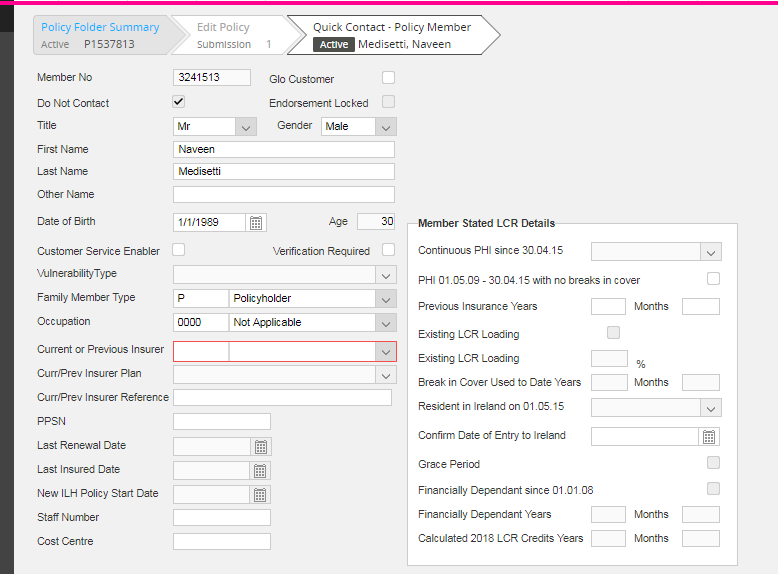 Policy Folder Summary
Active P1537813
Edit Policy
Submission 1
Quick Contact - Policy Member
Active Medisetti, Naveen
Member No 3241513 Glo Customer
Do Not Contact Endorsement Locked
Title Mr Gender Male
First Name Naveen
Last Name Medisetti
Other Name
Date of Birth 1/1/1989 Age 30
Customer Service Enabler Verification Required
VulnerabilityType
Family Member Type P Policyholder
Occupation 0000 Not Applicable
Current or Previous Insurer
Curr/Prev Insurer Plan
Curr/Prev Insurer Reference
PPSN
Last Renewal Date
Last Insured Date
New ILH Policy Start Date
Staff Number
Cost Centre
Member Stated LCR Details
Continuous PHI since 30.04.15
PHI 01.05.09 - 30.04.15 with no breaks in cover
Previous Insurance Years Months
Existing LCR Loading
Existing LCR Loading %
Break in Cover Used to Date Years Months
Resident in Ireland on 01.05.15
Confirm Date of Entry to Ireland
Grace Period
Financially Dependant since 01.01.08
Financially Dependant Years Months
Calculated 2018 LCR Credits Years Months